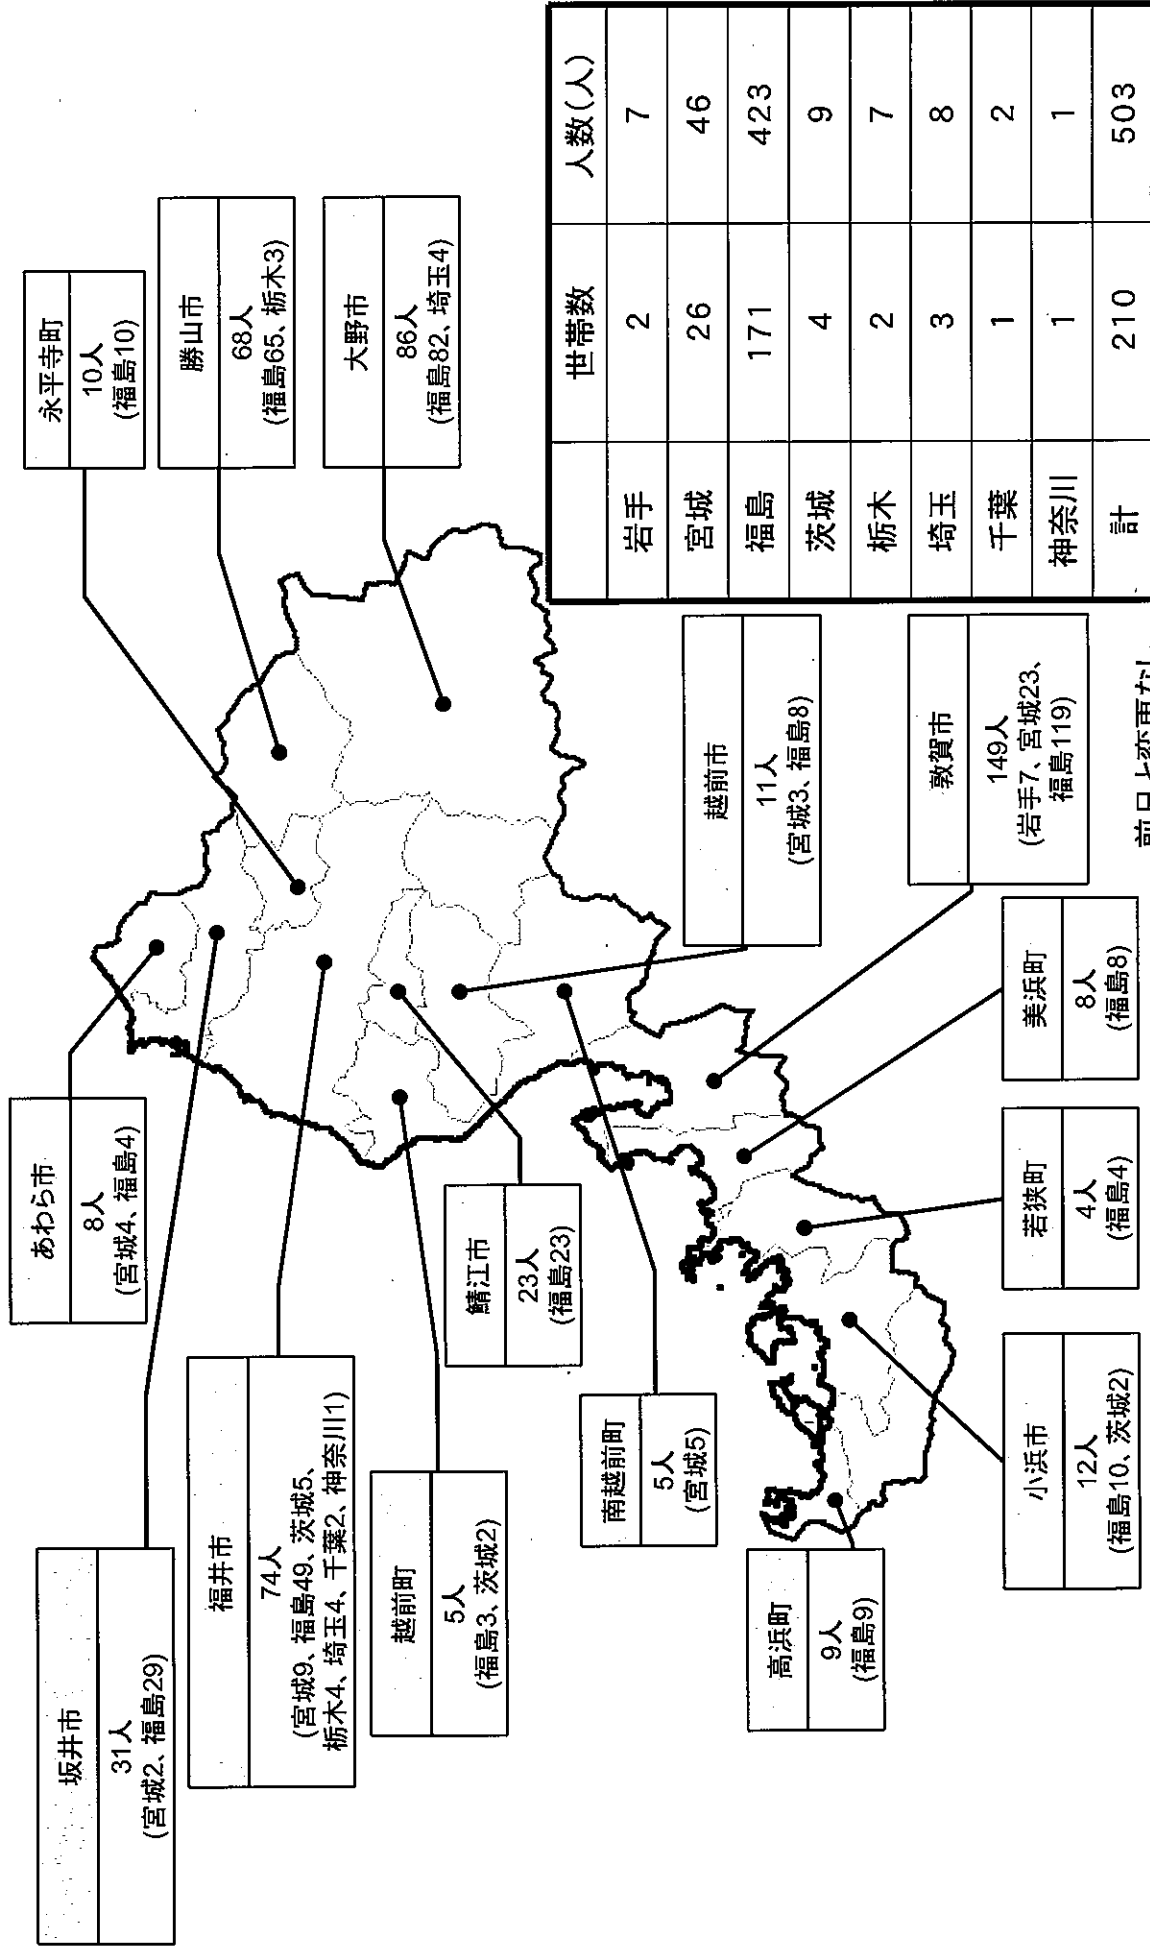 永平寺町
10人
(福島10)
勝山市
68人
(福島65、栃木3)
大野市
86人
(福島82、埼玉4)
あわら市
8人
(宮城4、福島4)
坂井市
31人
(宮城2、福島29)
福井市
74人
(宮城9、福島49、茨城5、
栃木4、埼玉4、千葉2、神奈川1)
越前町
5人
(福島3、茨城2)
鯖江市
23人
(福島23)
南越前町
5人
(宮城5)
越前市
11人
(宮城3、福島8)
敦賀市
149人
(岩手7、宮城23、
福島119)
美浜町
8人
(福島8)
若狭町
4人
(福島4)
小浜市
12人
(福島10、茨城2)
高浜町
9人
(福島9)
世帯数 人数(人)
岩手 2 7
宮城 26 46
福島 171 423
茨城 4 9
栃木 2 7
埼玉 3 8
千葉 1 2
神奈川 1 1
計 210 503
前日と変更なし